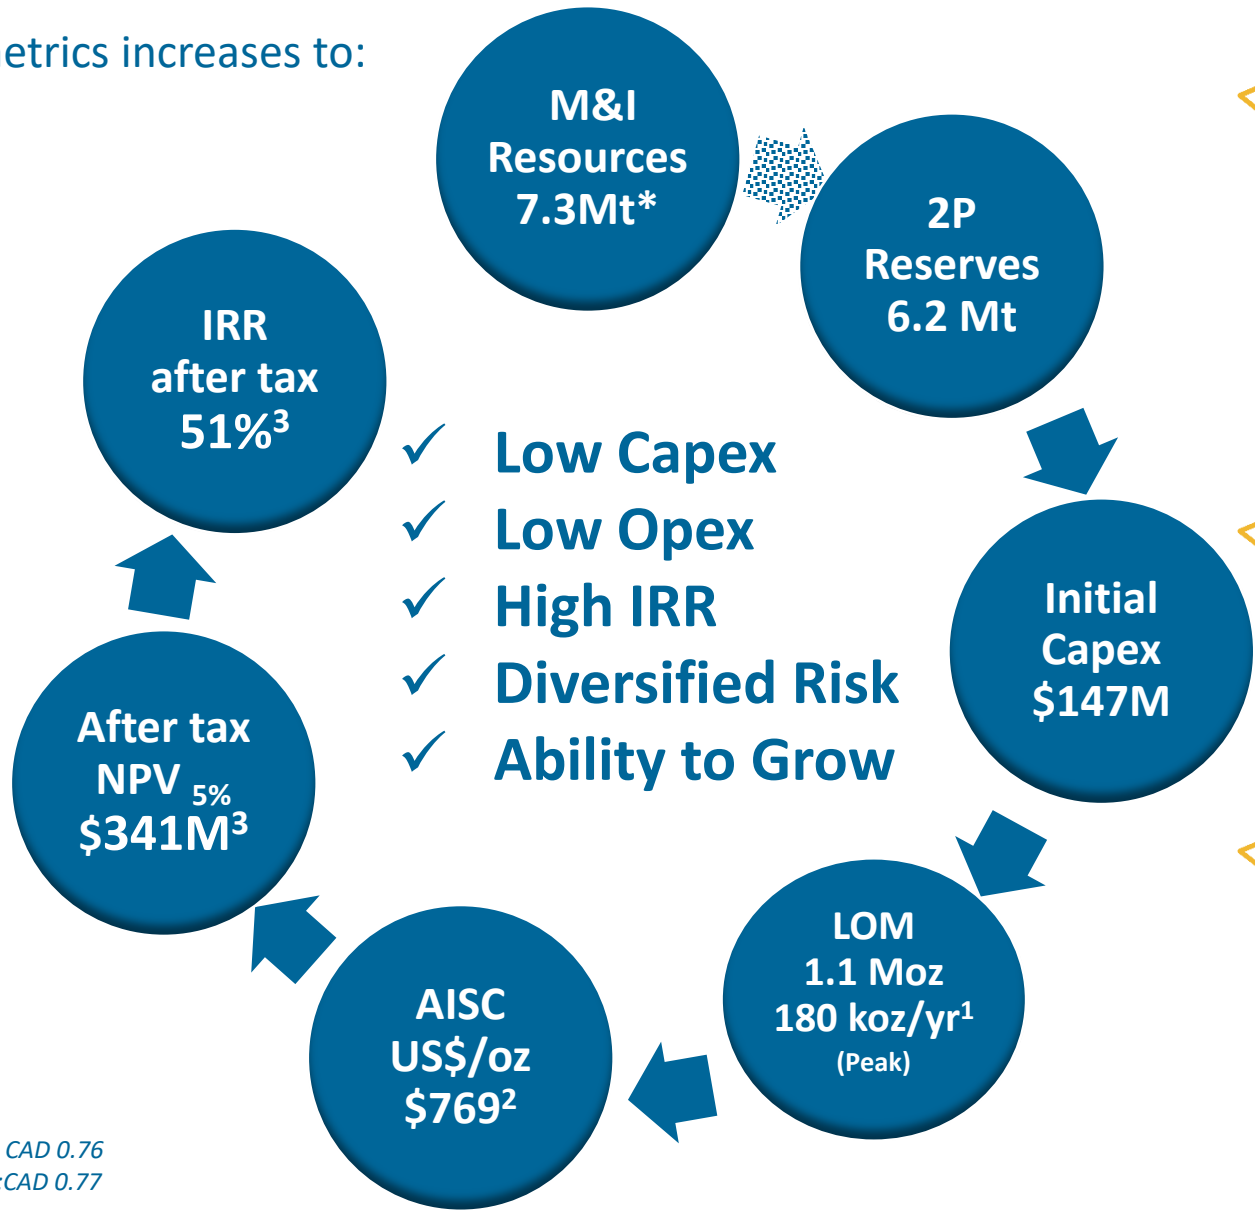 etrics increases to:
M&I
Resources
7.3Mt*
2P
Reserves
6.2 Mt
Initial
Capex
$147M
LOM
1.1 Moz
180 koz/yr¹
(Peak)
AISC
US$/oz
$769²
After tax
NPV 5%
$341M³
IRR
after tax
51%³
✓ Low Capex
✓ Low Opex
✓ High IRR
✓ Diversified Risk
✓ Ability to Grow
CAD 0.76
:CAD 0.77